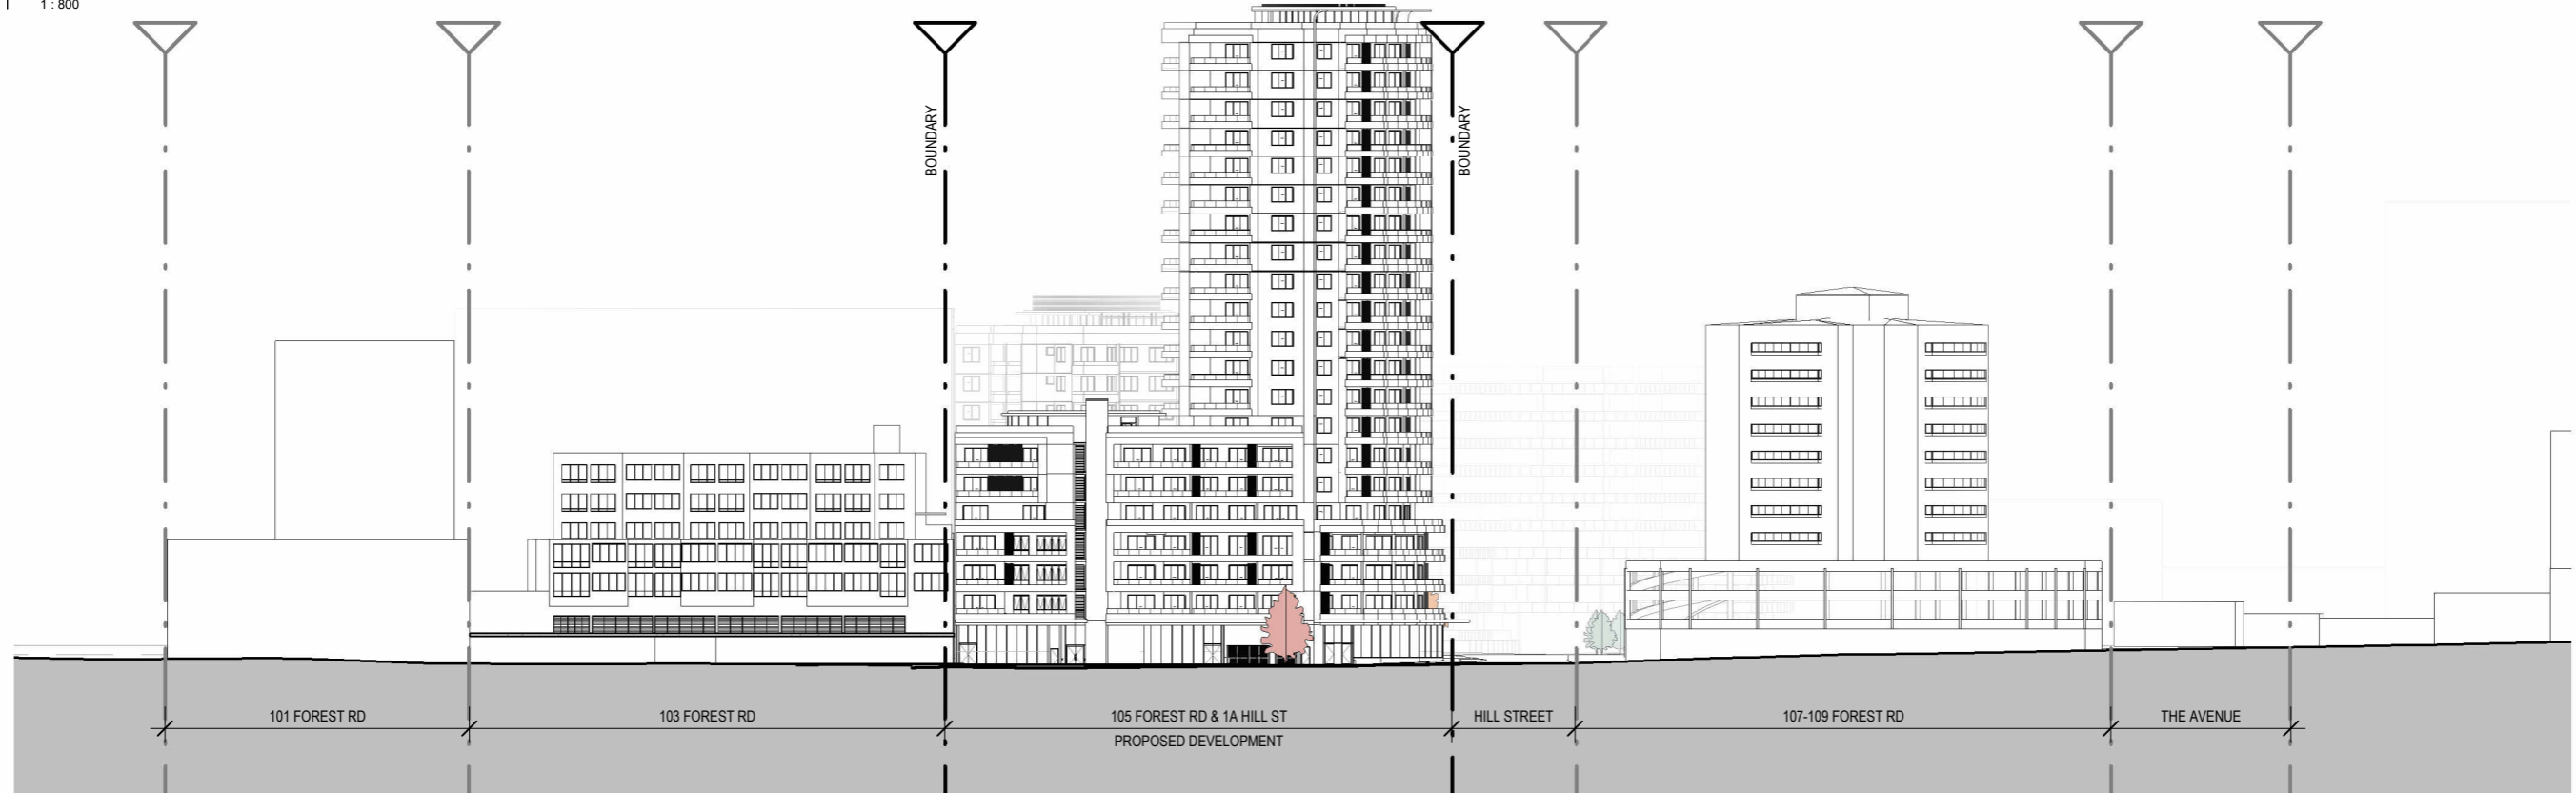 1 : 800
BOUNDARY
BOUNDARY
101 FOREST RD
103 FOREST RD
105 FOREST RD & 1A HILL ST
PROPOSED DEVELOPMENT
HILL STREET
107-109 FOREST RD
THE AVENUE